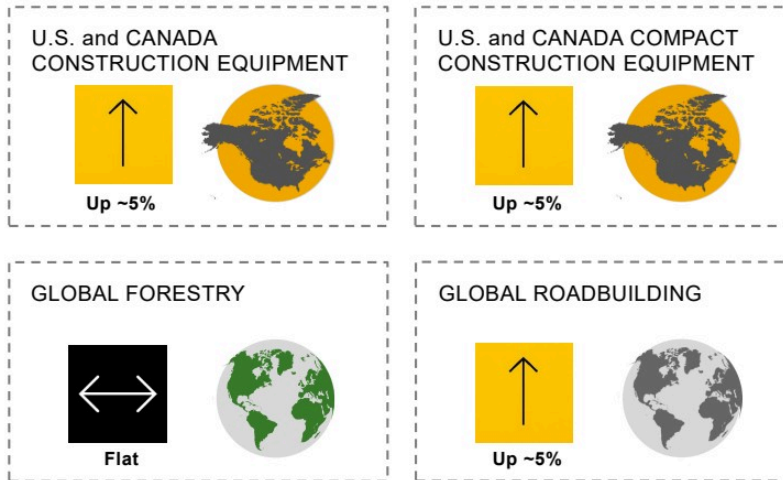 U.S. and CANADA
CONSTRUCTION EQUIPMENT
Up ~5%
U.S. and CANADA COMPACT
CONSTRUCTION EQUIPMENT
Up ~5%
GLOBAL FORESTRY
Flat
GLOBAL ROADBUILDING
Up ~5%